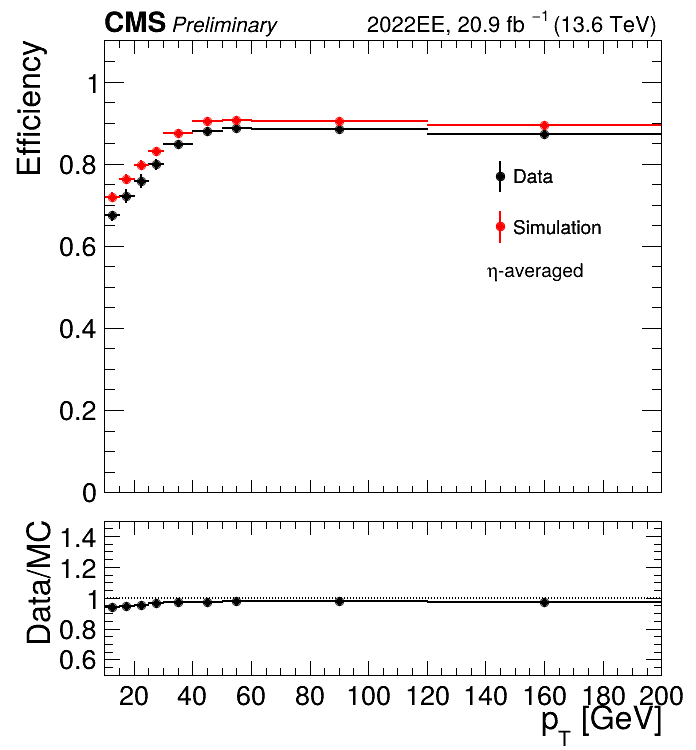 CMS Preliminary 2022EE, 20.9 fb⁻¹ (13.6 TeV)
Efficiency
1
0.8
0.6
0.4
0.2
0
Data
Simulation
η-averaged
Data/MC
1.4
1.2
1
0.8
0.6
20 40 60 80 100 120 140 160 180 200
p_T [GeV]